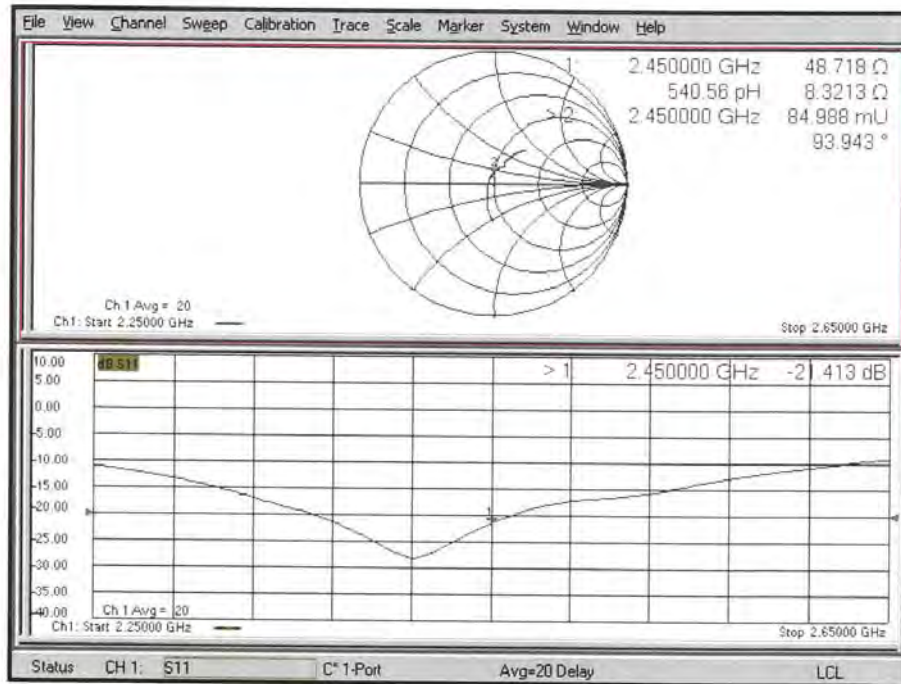 File View Channel Sweep Calibration Trace Scale Marker System Window Help
1: 2.450000 GHz 48.718 Ω
540.56 pH 8.3213 Ω
> 2 2.450000 GHz 84.988 mU
93.943 °
Ch 1 Avg = 20
Ch1: Start 2.25000 GHz Stop 2.65000 GHz
10.00 dB S11 > 1: 2.450000 GHz -21.413 dB
5.00
0.00
-5.00
-10.00
-15.00
-20.00 1
-25.00
-30.00
-35.00
-40.00 Ch 1 Avg = 20
Ch1: Start 2.25000 GHz Stop 2.65000 GHz
Status CH 1: S11 C* 1-Port Avg=20 Delay LCL